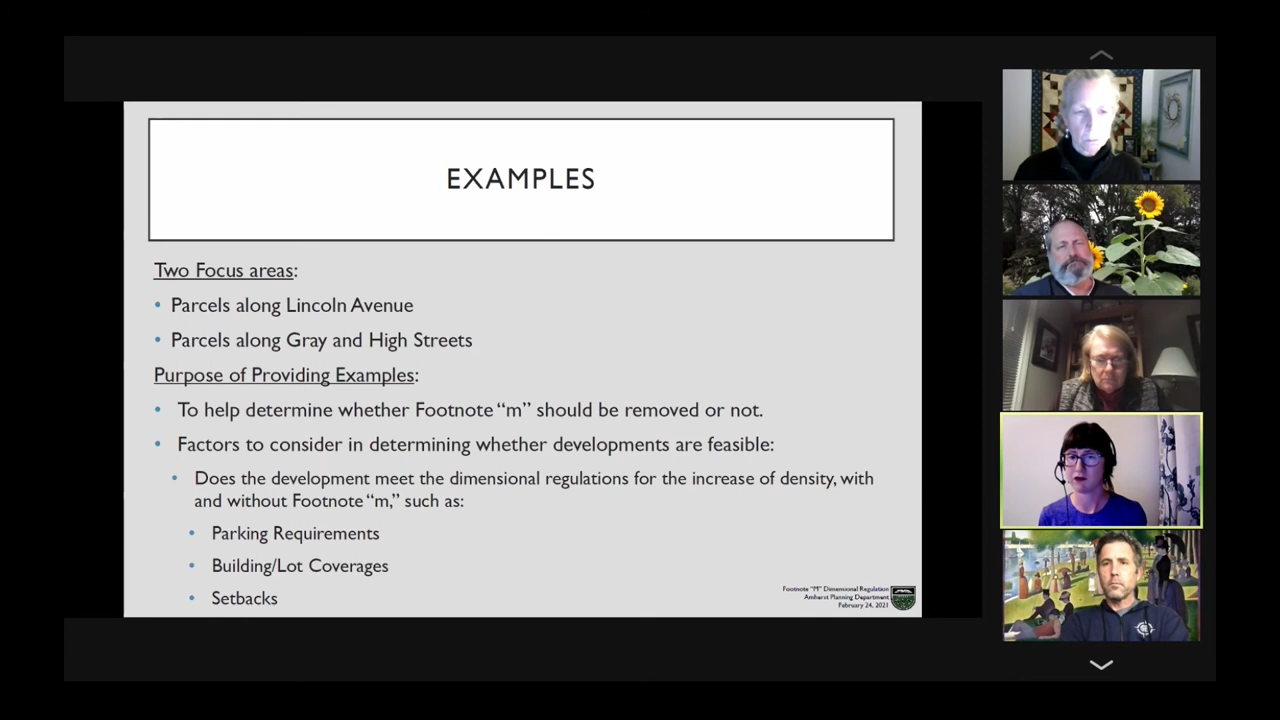 EXAMPLES
Two Focus areas:
• Parcels along Lincoln Avenue
• Parcels along Gray and High Streets
Purpose of Providing Examples:
• To help determine whether Footnote “m” should be removed or not.
• Factors to consider in determining whether developments are feasible:
• Does the development meet the dimensional regulations for the increase of density, with
and without Footnote “m,” such as:
• Parking Requirements
• Building/Lot Coverages
• Setbacks
Footnote “M” Dimensional Regulation
Amherst Planning Department
February 24, 2021